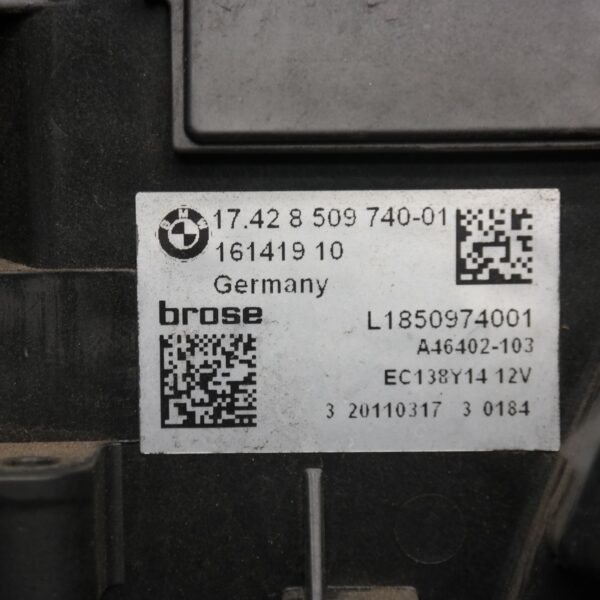 BMW
17.42 8 509 740-01
161419 10
Germany
brose
L1850974001
A46402-103
EC138Y14 12V
3 20110317 3 0184